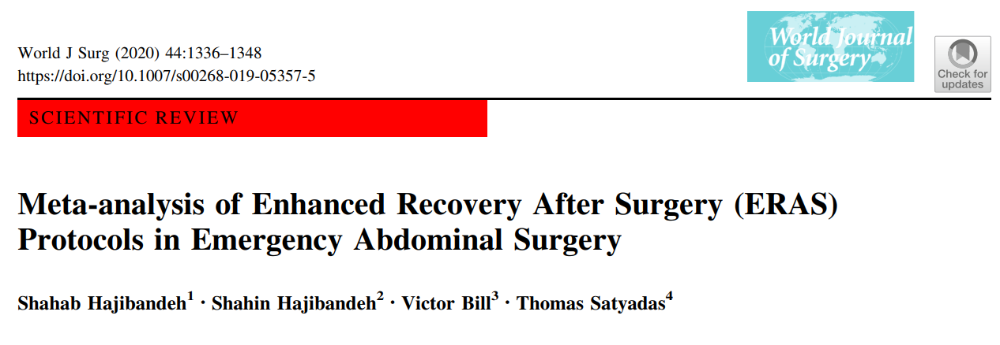 World J Surg (2020) 44:1336–1348
https://doi.org/10.1007/s00268-019-05357-5
World Journal
of Surgery
Check for
updates
SCIENTIFIC REVIEW
Meta-analysis of Enhanced Recovery After Surgery (ERAS)
Protocols in Emergency Abdominal Surgery
Shahab Hajibandeh1 · Shahin Hajibandeh2 · Victor Bill3 · Thomas Satyadas4